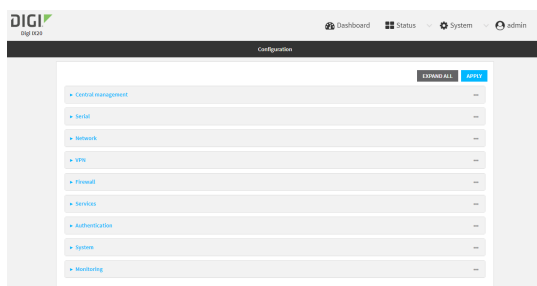 DIGI
Digi IX20
Dashboard Status System admin
Configuration
EXPAND ALL APPLY
Central management
Serial
Network
VPN
Firewall
Services
Authentication
System
Monitoring